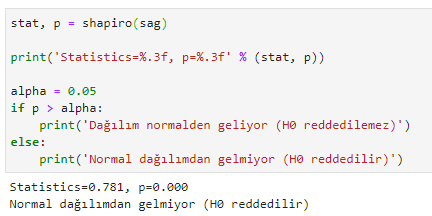 stat, p = shapiro(sag)
print('Statistics=%.3f, p=%.3f' % (stat, p))
alpha = 0.05
if p > alpha:
    print('Dağılım normalden geliyor (H0 reddedilemez)')
else:
    print('Normal dağılımdan gelmiyor (H0 reddedilir)')
Statistics=0.781, p=0.000
Normal dağılımdan gelmiyor (H0 reddedilir)